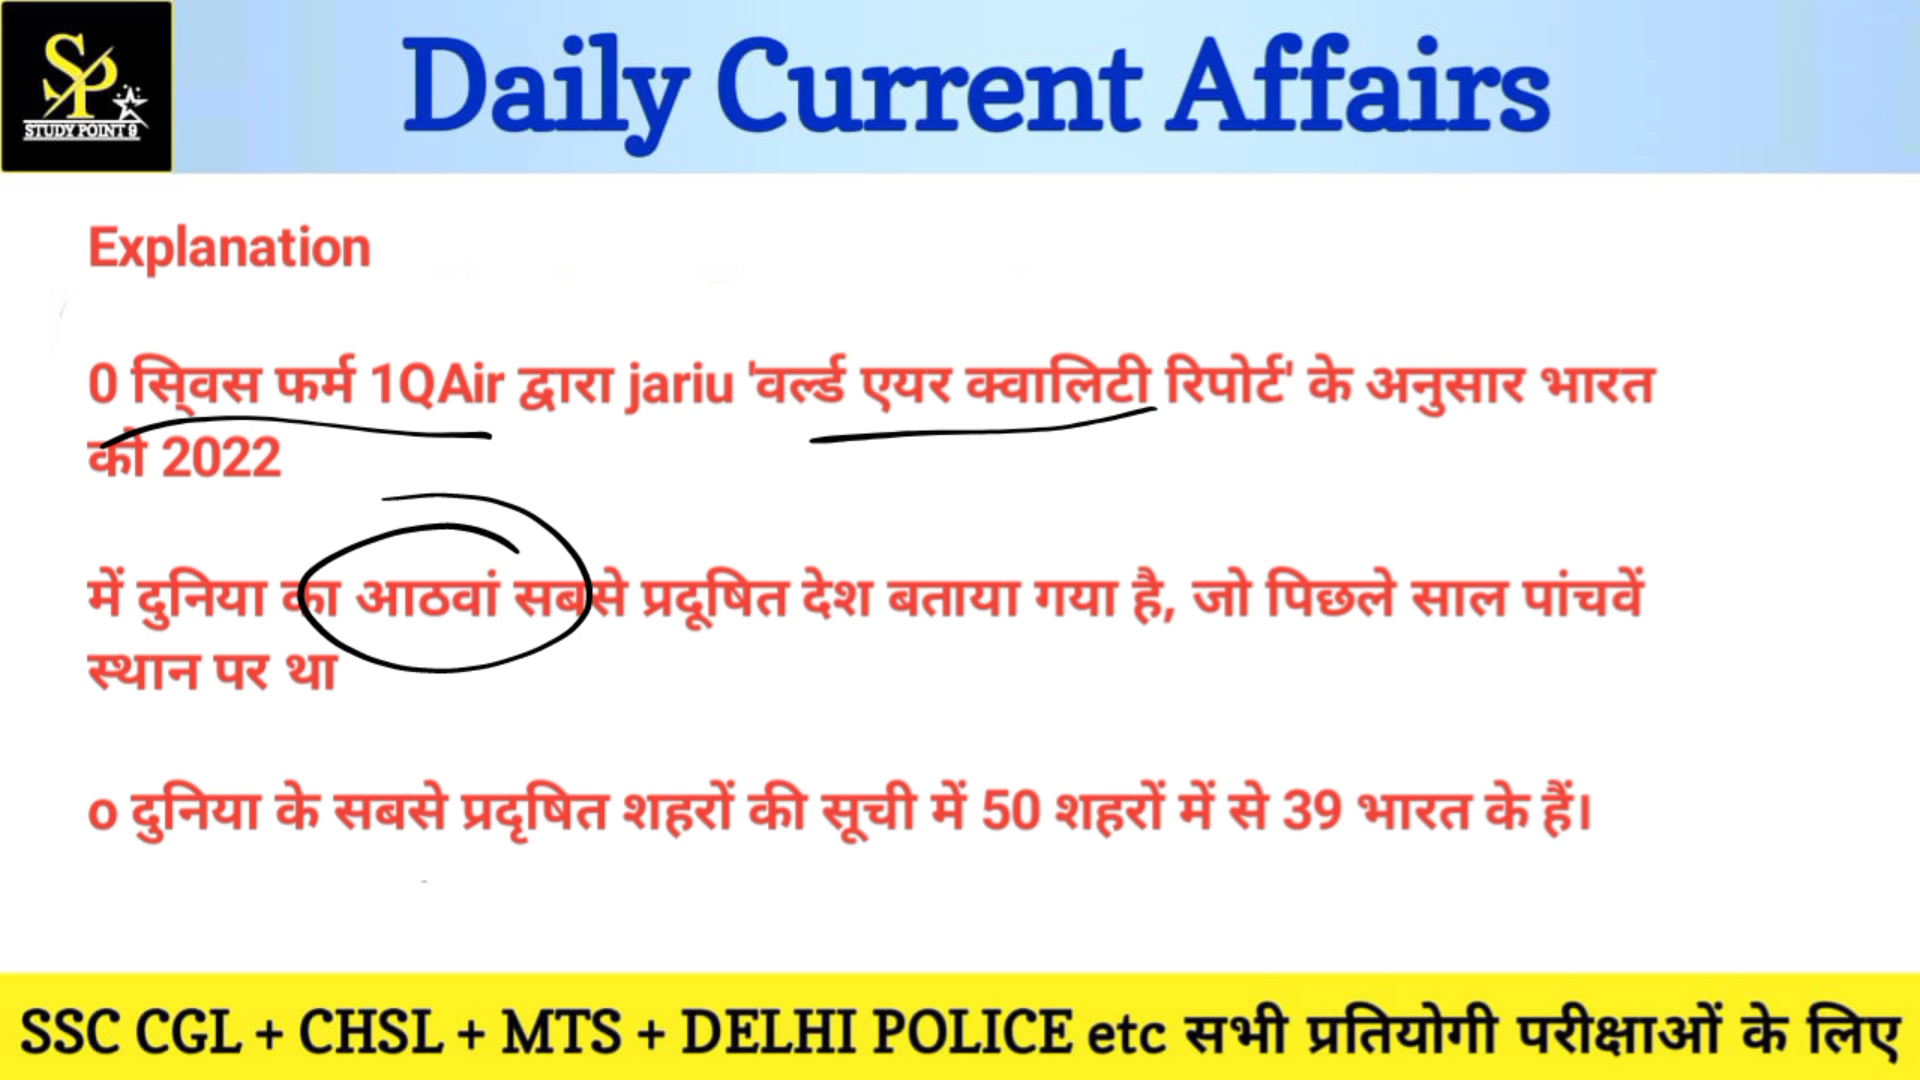 SP
STUDY POINT 9
Daily Current Affairs
Explanation
0 स्विस फर्म 1QAir द्वारा jariu 'वर्ल्ड एयर क्वालिटी रिपोर्ट' के अनुसार भारत
को 2022
में दुनिया का आठवां सबसे प्रदूषित देश बताया गया है, जो पिछले साल पांचवें
स्थान पर था
o दुनिया के सबसे प्रदृषित शहरों की सूची में 50 शहरों में से 39 भारत के हैं।
SSC CGL + CHSL + MTS + DELHI POLICE etc सभी प्रतियोगी परीक्षाओं के लिए